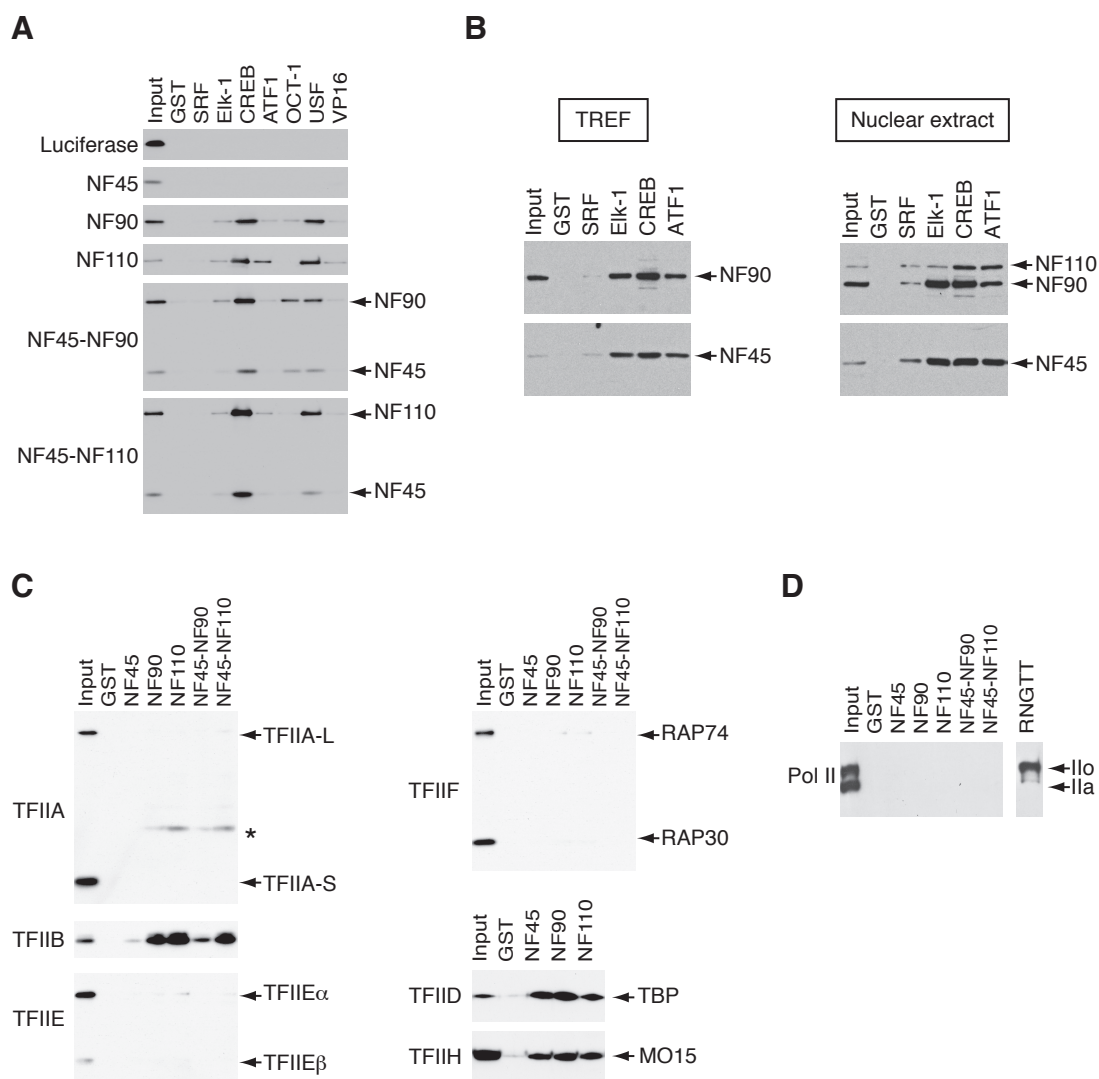 A
Input
GST
SRF
Elk-1
CREB
ATF1
OCT-1
USF
VP16
Luciferase
NF45
NF90
NF110
NF45-NF90
NF90
NF45
NF45-NF110
NF110
NF45
B
TREF
Input
GST
SRF
Elk-1
CREB
ATF1
NF90
NF45
Nuclear extract
Input
GST
SRF
Elk-1
CREB
ATF1
NF110
NF90
NF45
C
Input
GST
NF45
NF90
NF110
NF45-NF90
NF45-NF110
TFIIA
TFIIA-L
*
TFIIA-S
TFIIB
TFIIE
TFIIEα
TFIIEβ
Input
GST
NF45
NF90
NF110
NF45-NF90
NF45-NF110
TFIIF
RAP74
RAP30
Input
GST
NF45
NF90
NF110
TFIID
TBP
TFIIH
MO15
D
Input
GST
NF45
NF90
NF110
NF45-NF90
NF45-NF110
RNGTT
Pol II
IIo
IIa